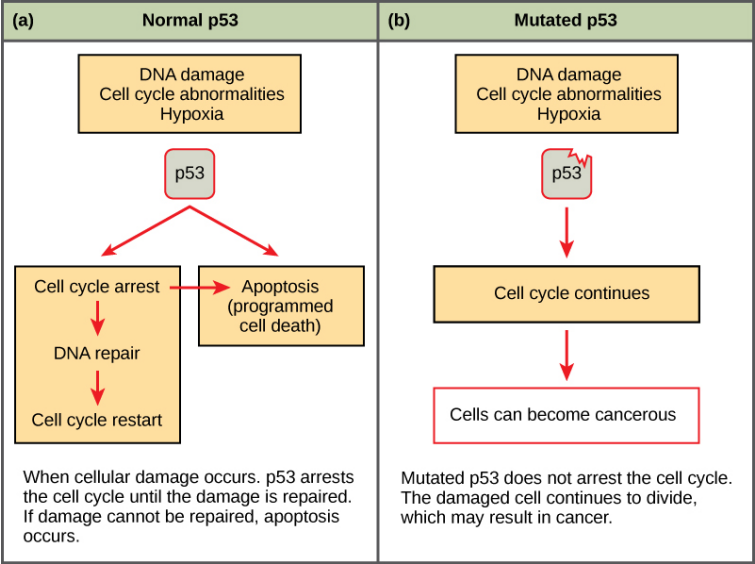 (a) Normal p53
DNA damage
Cell cycle abnormalities
Hypoxia
p53
Cell cycle arrest
DNA repair
Cell cycle restart
Apoptosis
(programmed
cell death)
When cellular damage occurs. p53 arrests
the cell cycle until the damage is repaired.
If damage cannot be repaired, apoptosis
occurs.
(b) Mutated p53
DNA damage
Cell cycle abnormalities
Hypoxia
p53
Cell cycle continues
Cells can become cancerous
Mutated p53 does not arrest the cell cycle.
The damaged cell continues to divide,
which may result in cancer.